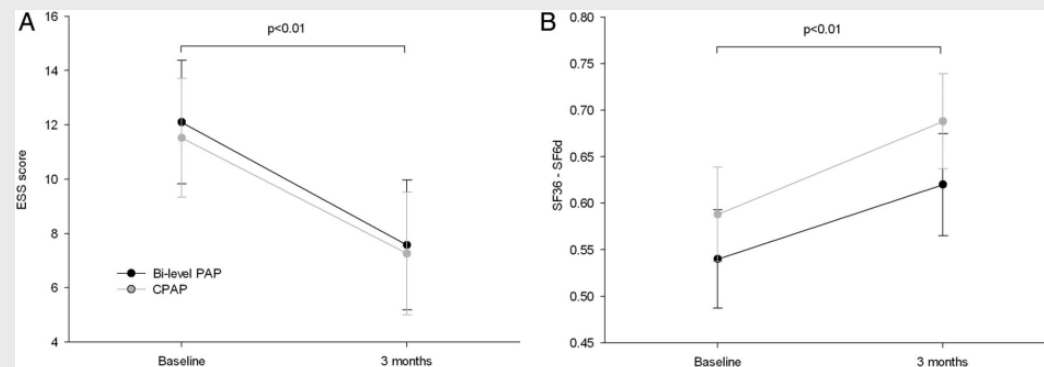 A
16
14
12
10
8
6
4
ESS score
p<0.01
Bi-level PAP
CPAP
Baseline
3 months
B
0.80
0.75
0.70
0.65
0.60
0.55
0.50
0.45
SF36 - SF6d
p<0.01
Baseline
3 months